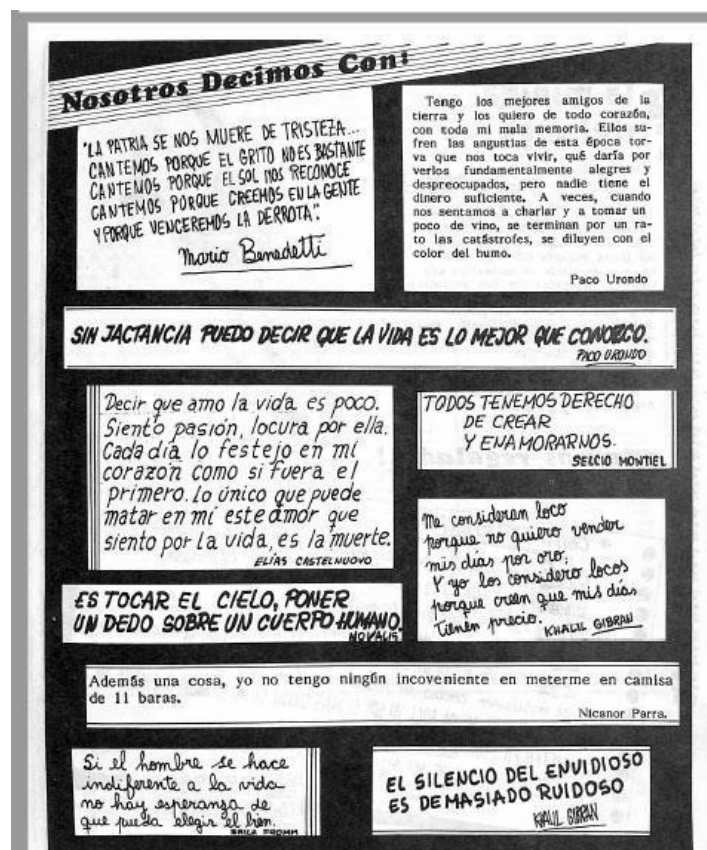 Nosotros Decimos Con:
"LA PATRIA SE NOS MUERE DE TRISTEZA...
CANTEMOS PORQUE EL GRITO NO ES BASTANTE
CANTEMOS PORQUE EL SOL NOS RECONOCE
CANTEMOS PORQUE CREEMOS EN LA GENTE
Y PORQUE VENCEREMOS LA DERROTA".
Mario Benedetti
Tengo los mejores amigos de la
tierra y los quiero de todo corazón,
con toda mi mala memoria. Ellos su-
fren las angustias de esta época tor-
va que nos toca vivir, qué daría por
verlos fundamentalmente alegres y
despreocupados, pero nadie tiene el
dinero suficiente. A veces, cuando
nos sentamos a charlar y a tomar un
poco de vino, se terminan por un ra-
to las catástrofes, se diluyen con el
color del humo.
Paco Urondo
SIN JACTANCIA PUEDO DECIR QUE LA VIDA ES LO MEJOR QUE CONOZCO.
PACO URONDO
Decir que amo la vida es poco.
Siento pasión, locura por ella.
Cada día lo festejo en mi
corazón como si fuera el
primero. Lo único que puede
matar en mí este amor que
siento por la vida, es la muerte.
ELÍAS CASTELNUOVO
TODOS TENEMOS DERECHO
DE CREAR
Y ENAMORARNOS.
SELCIO MONTIEL
Me consideran loco
porque no quiero vender
mis días por oro;
Y yo los considero locos
porque creen que mis días
tienen precio.
KHALIL GIBRAN
ES TOCAR EL CIELO, PONER
UN DEDO SOBRE UN CUERPO HUMANO.
NOVALIS
Además una cosa, yo no tengo ningún incoveniente en meterme en camisa
de 11 baras.
Nicanor Parra.
Si el hombre se hace
indiferente a la vida
no hay esperanza de
que pueda elegir el bien.
FROMM
EL SILENCIO DEL ENVIDIOSO
ES DEMASIADO RUIDOSO
KHALIL GIBRAN